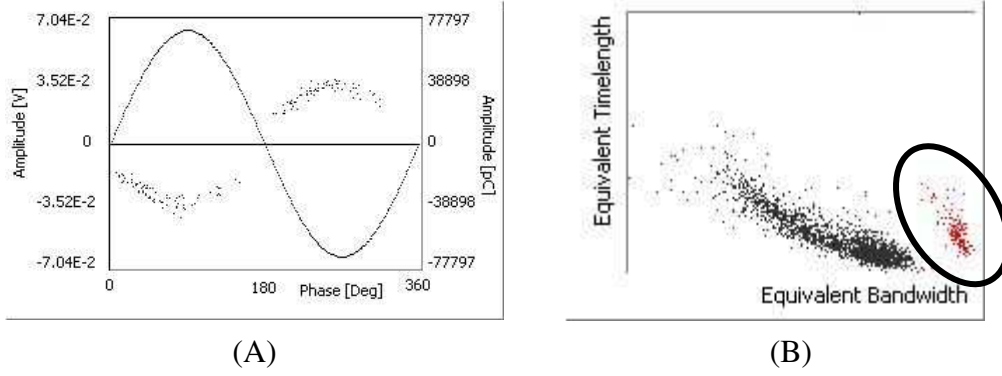 7.04E-2
3.52E-2
0
-3.52E-2
-7.04E-2
Amplitude [V]
77797
38898
0
-38898
-77797
Amplitude [pC]
0 180 Phase [Deg] 360
(A)
Equivalent Timelength
Equivalent Bandwidth
(B)